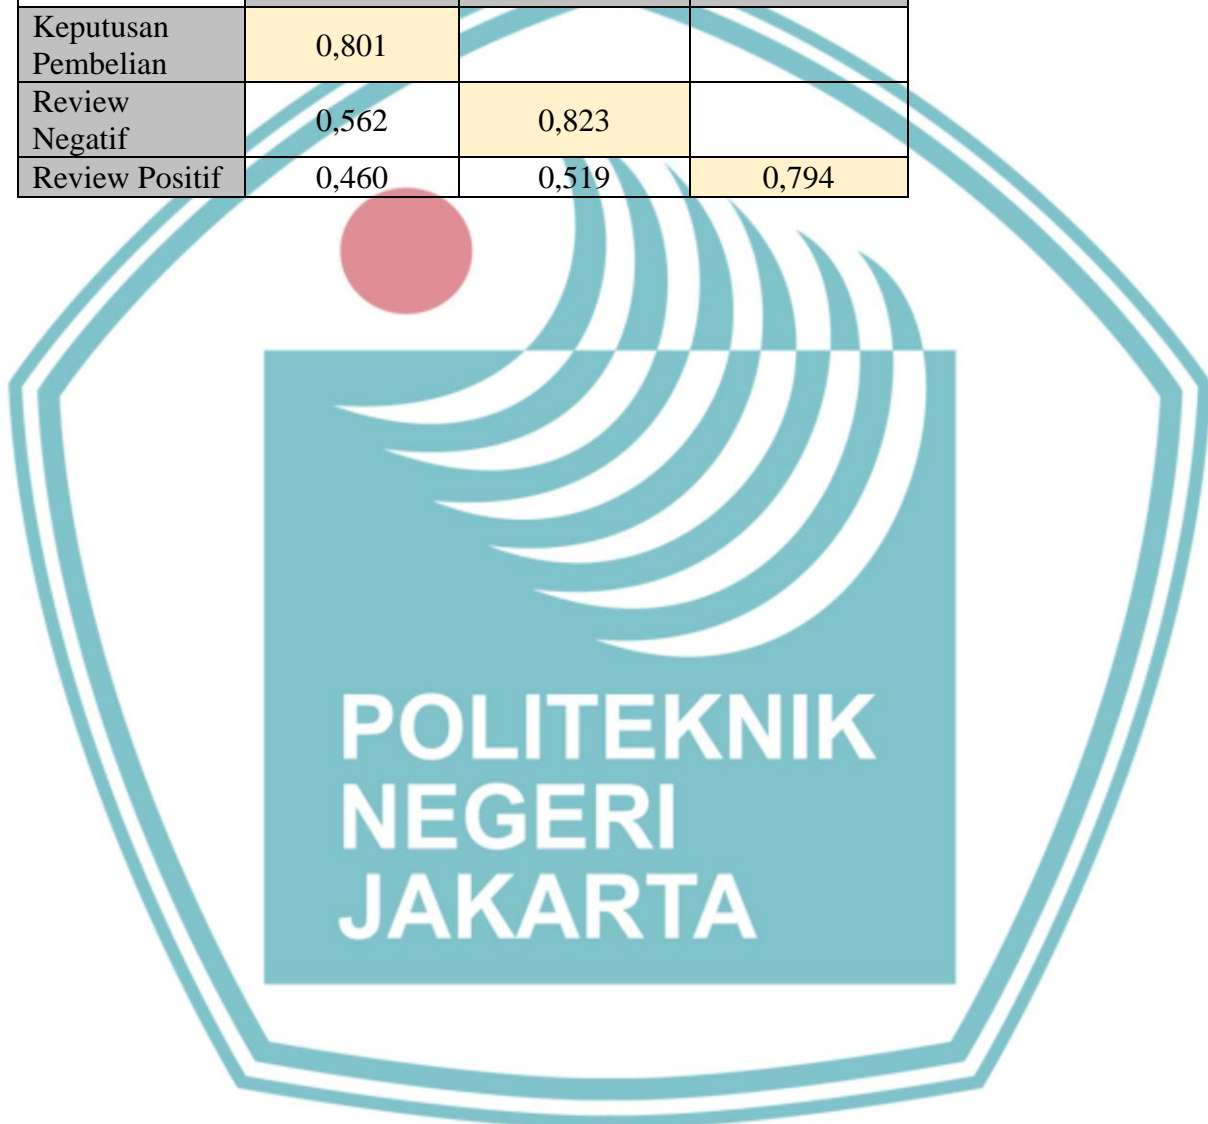 Keputusan
Pembelian 0,801
Review
Negatif 0,562 0,823
Review Positif 0,460 0,519 0,794
POLITEKNIK
NEGERI
JAKARTA